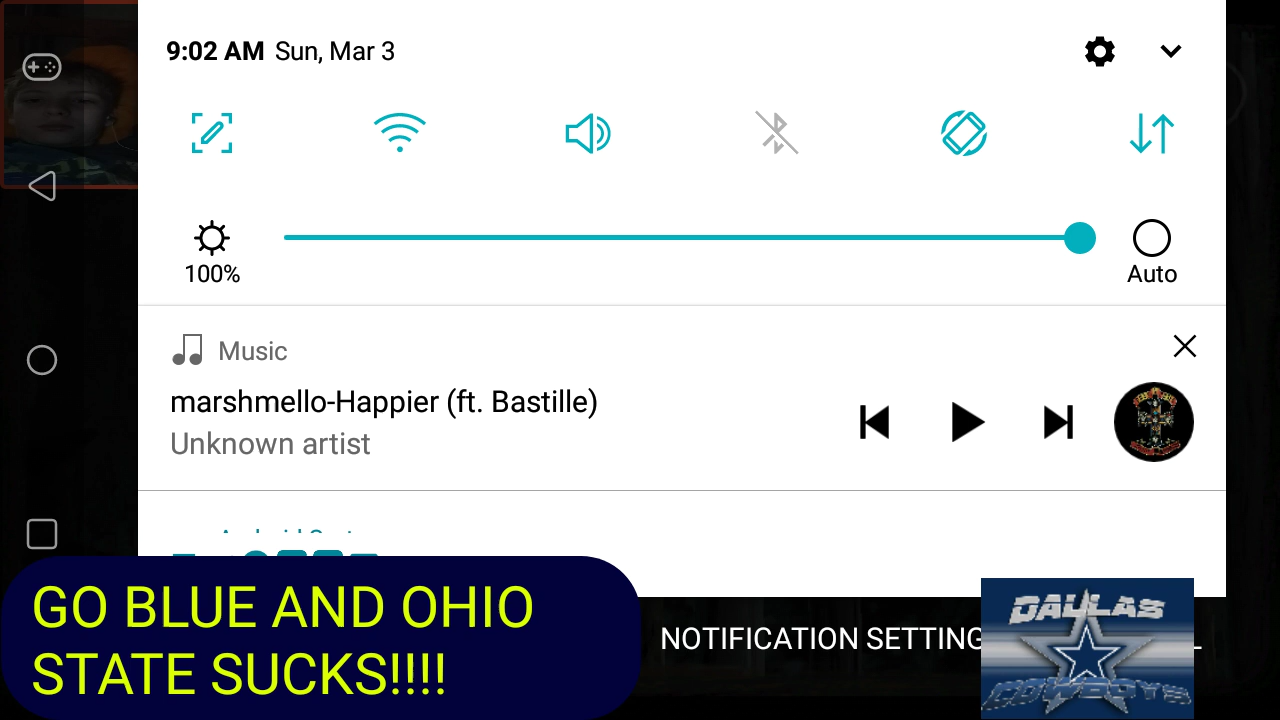 9:02 AM Sun, Mar 3
100%
Auto
Music
marshmello-Happier (ft. Bastille)
Unknown artist
GO BLUE AND OHIO
STATE SUCKS!!!!
NOTIFICATION SETTING
DALLAS
COWBOYS